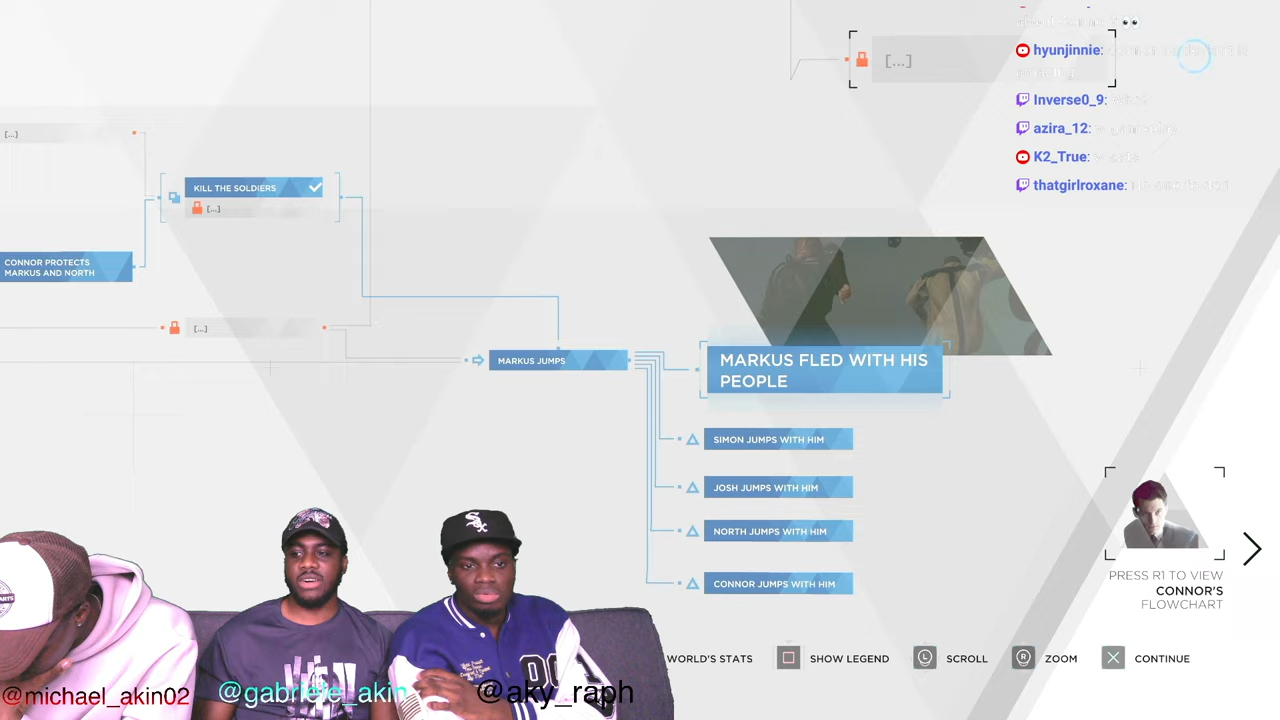 [...]
hyunjinnie:
Inverse0_9:
azira_12:
K2_True:
thatgirlroxane:
[...]
KILL THE SOLDIERS
[...]
CONNOR PROTECTS
MARKUS AND NORTH
[...]
MARKUS JUMPS
MARKUS FLED WITH HIS
PEOPLE
SIMON JUMPS WITH HIM
JOSH JUMPS WITH HIM
NORTH JUMPS WITH HIM
CONNOR JUMPS WITH HIM
PRESS R1 TO VIEW
CONNOR'S
FLOWCHART
WORLD'S STATS
SHOW LEGEND
L
SCROLL
R
ZOOM
CONTINUE
@michael_akin02
@gabriele_akin
@aky_raph